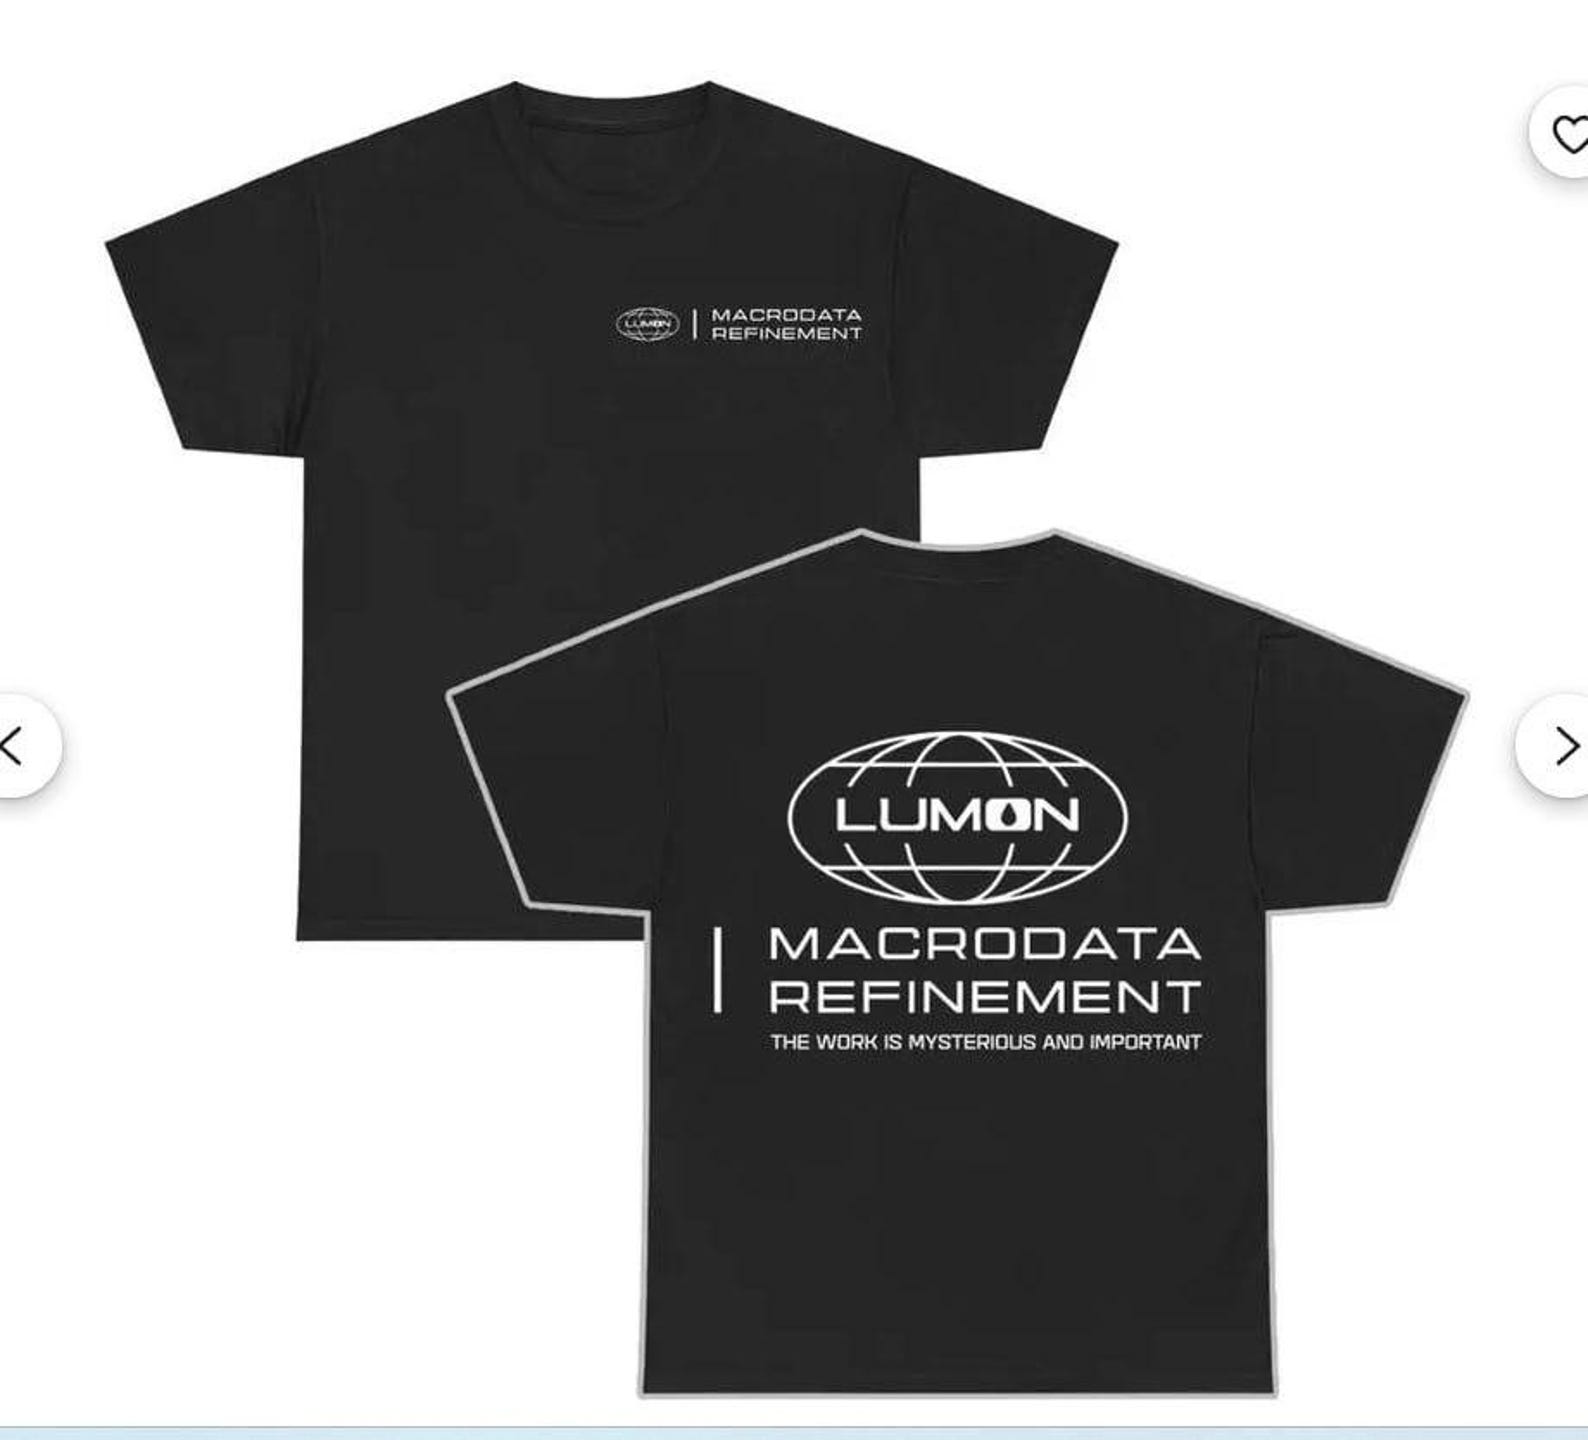 LUMON
MACRODATA
REFINEMENT
LUMON
MACRODATA
REFINEMENT
THE WORK IS MYSTERIOUS AND IMPORTANT